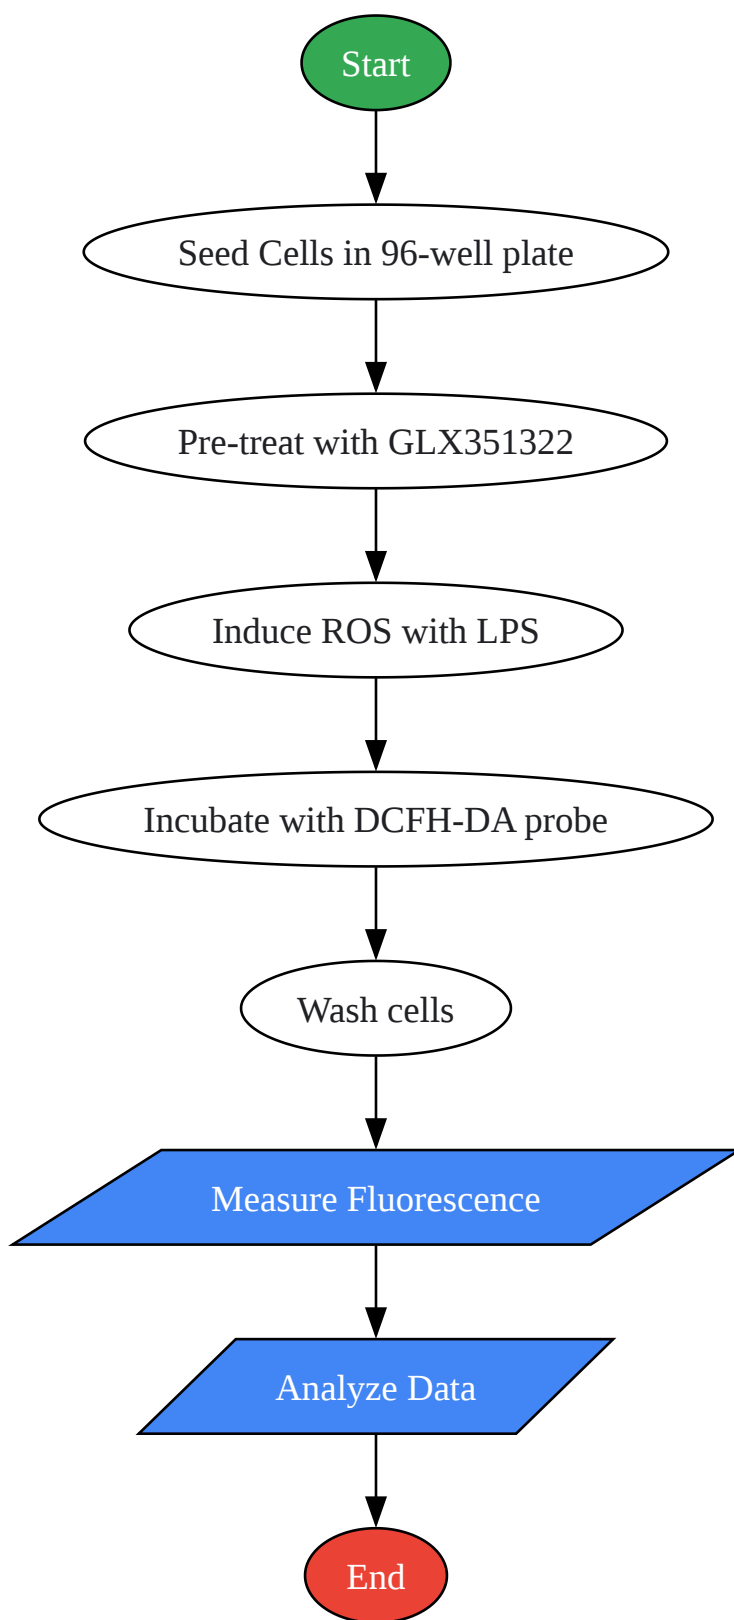 Start
Seed Cells in 96-well plate
Pre-treat with GLX351322
Induce ROS with LPS
Incubate with DCFH-DA probe
Wash cells
Measure Fluorescence
Analyze Data
End